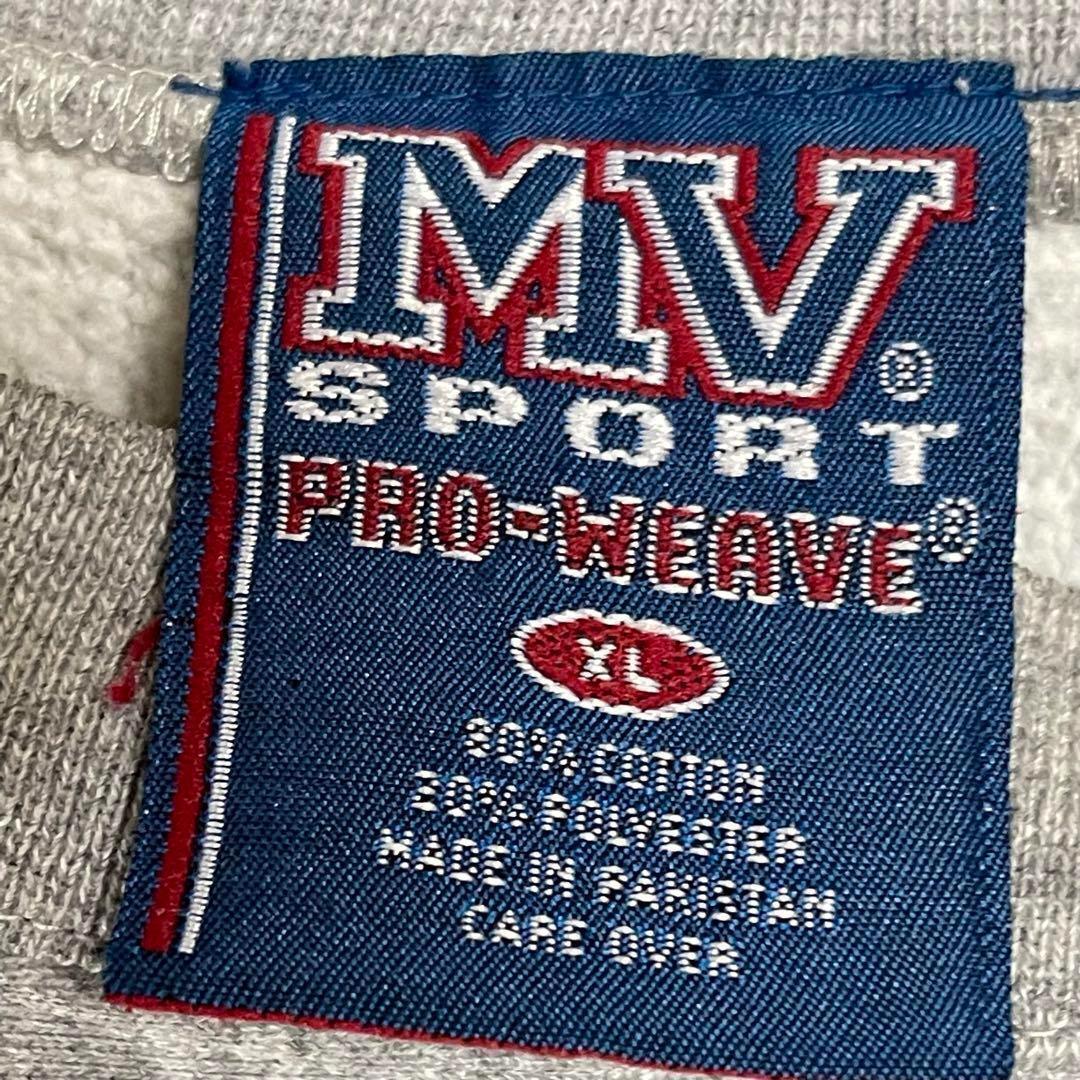 MV®
SPORT
PRO-WEAVE®
XL
80% COTTON
20% POLYESTER
MADE IN PAKISTAN
CARE OVER